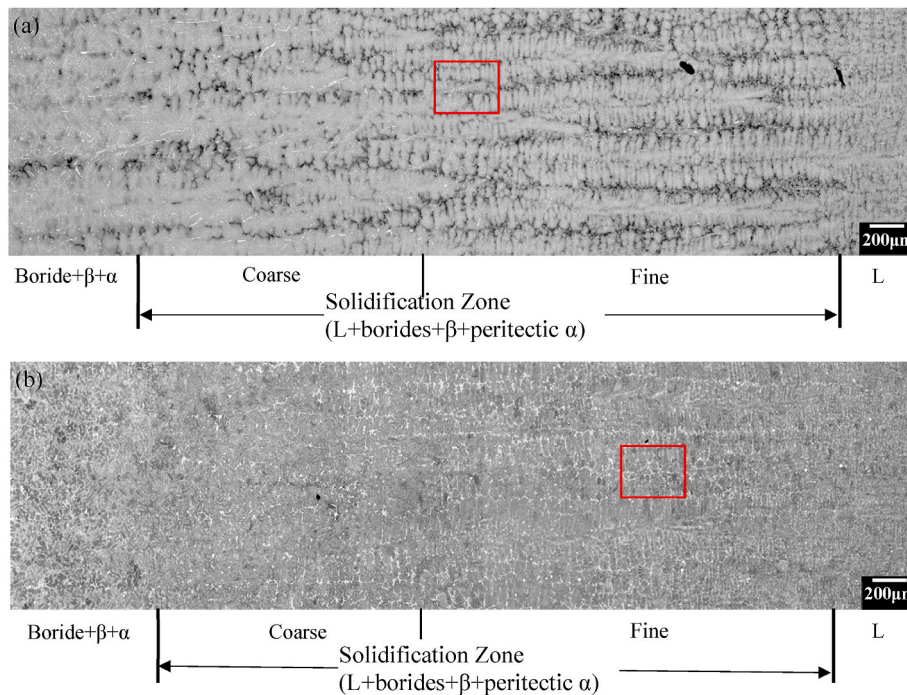 (a)
200μm
Boride+β+α
Coarse
Fine
L
Solidification Zone
(L+borides+β+peritectic α)
(b)
200μm
Boride+β+α
Coarse
Fine
L
Solidification Zone
(L+borides+β+peritectic α)